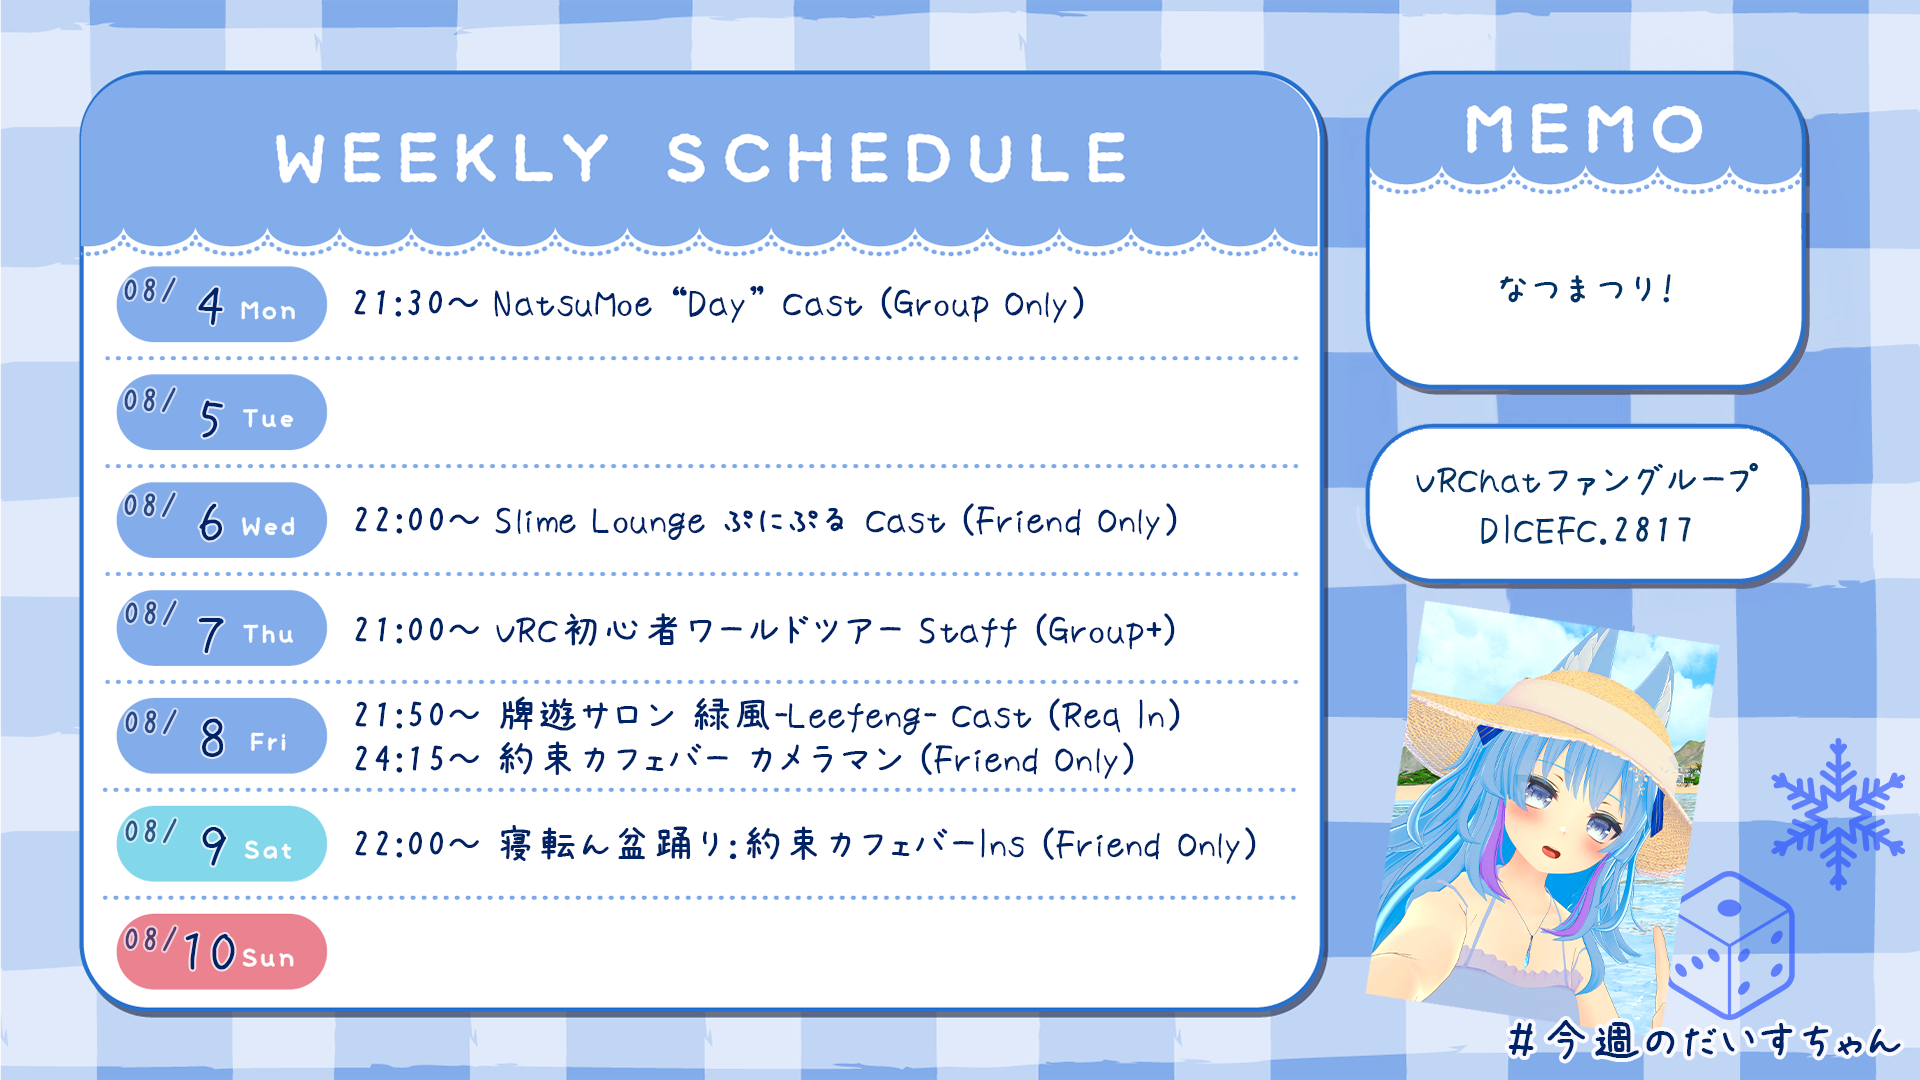 WEEKLY SCHEDULE
08/ 4 Mon 21:30～ NatsuMoe “Day” Cast (Group Only)
08/ 5 Tue
08/ 6 Wed 22:00～ Slime Lounge ぷにぷる Cast (Friend Only)
08/ 7 Thu 21:00～ VRC初心者ワールドツアー Staff (Group+)
08/ 8 Fri 21:50～ 牌遊サロン 緑風-Leefeng- Cast (Req In)
24:15～ 約束カフェバー カメラマン (Friend Only)
08/ 9 Sat 22:00～ 寝転ん盆踊り:約束カフェバーIns (Friend Only)
08/ 10 Sun
MEMO
なつまつり!
VRChatファングループ
DICEFC.2817
#今週のだいすちゃん